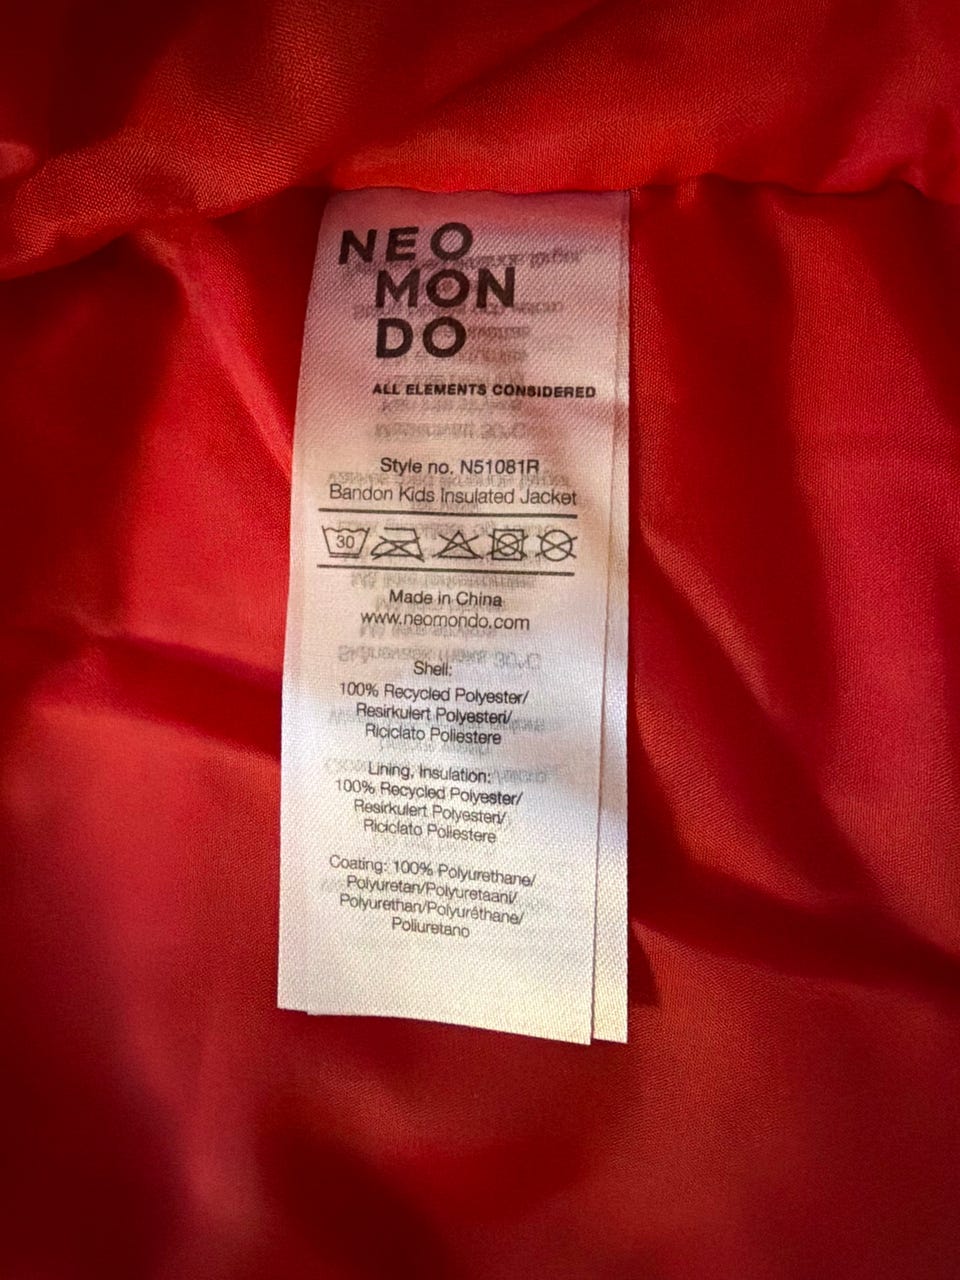 NEO
MON
DO
ALL ELEMENTS CONSIDERED
Style no. N51081R
Bandon Kids Insulated Jacket
30
Made in China
www.neomondo.com
Shell:
100% Recycled Polyester/
Resirkulert Polyesteri/
Riciclato Poliestere
Lining, Insulation:
100% Recycled Polyester/
Resirkulert Polyesteri/
Riciclato Poliestere
Coating: 100% Polyurethane/
Polyuretan/Polyuretaani/
Polyurethan/Polyuréthane/
Poliuretano